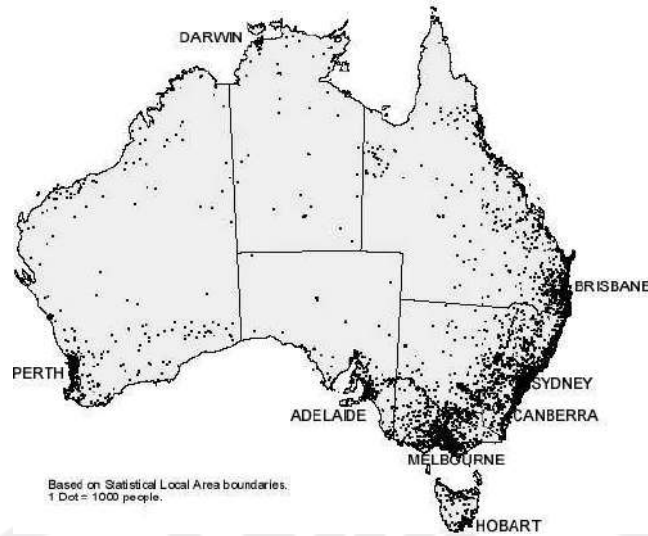 DARWIN
BRISBANE
PERTH
SYDNEY
ADELAIDE
CANBERRA
MELBOURNE
Based on Statistical Local Area boundaries.
1 Dot = 1000 people.
HOBART